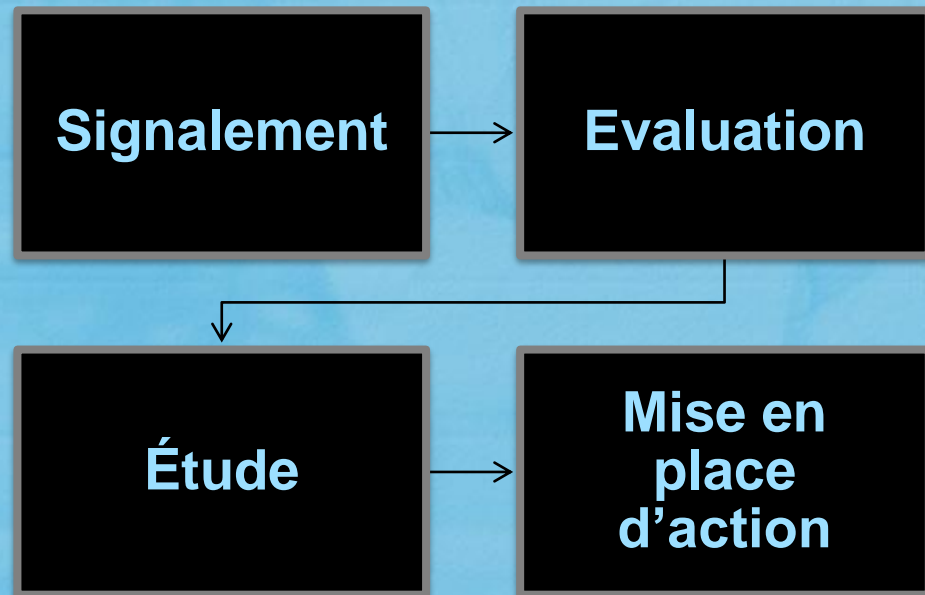 Signalement
Evaluation
Étude
Mise en
place
d’action